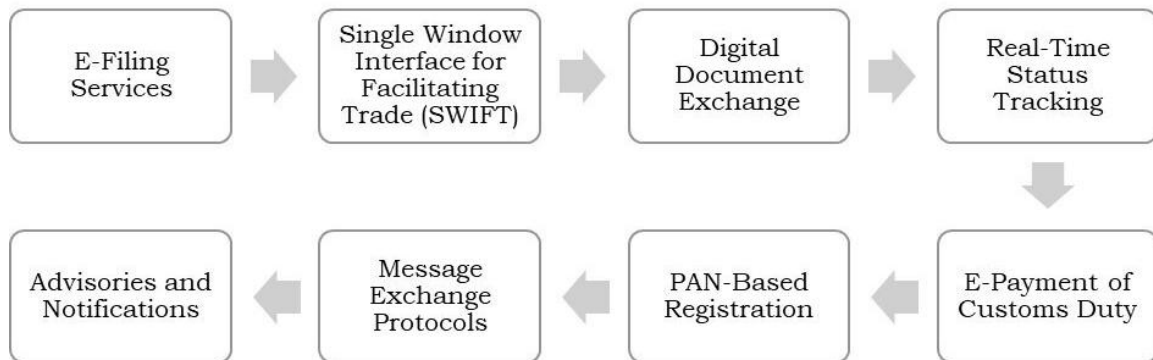 E-Filing
Services
Single Window
Interface for
Facilitating
Trade (SWIFT)
Digital
Document
Exchange
Real-Time
Status
Tracking
E-Payment of
Customs Duty
PAN-Based
Registration
Message
Exchange
Protocols
Advisories and
Notifications